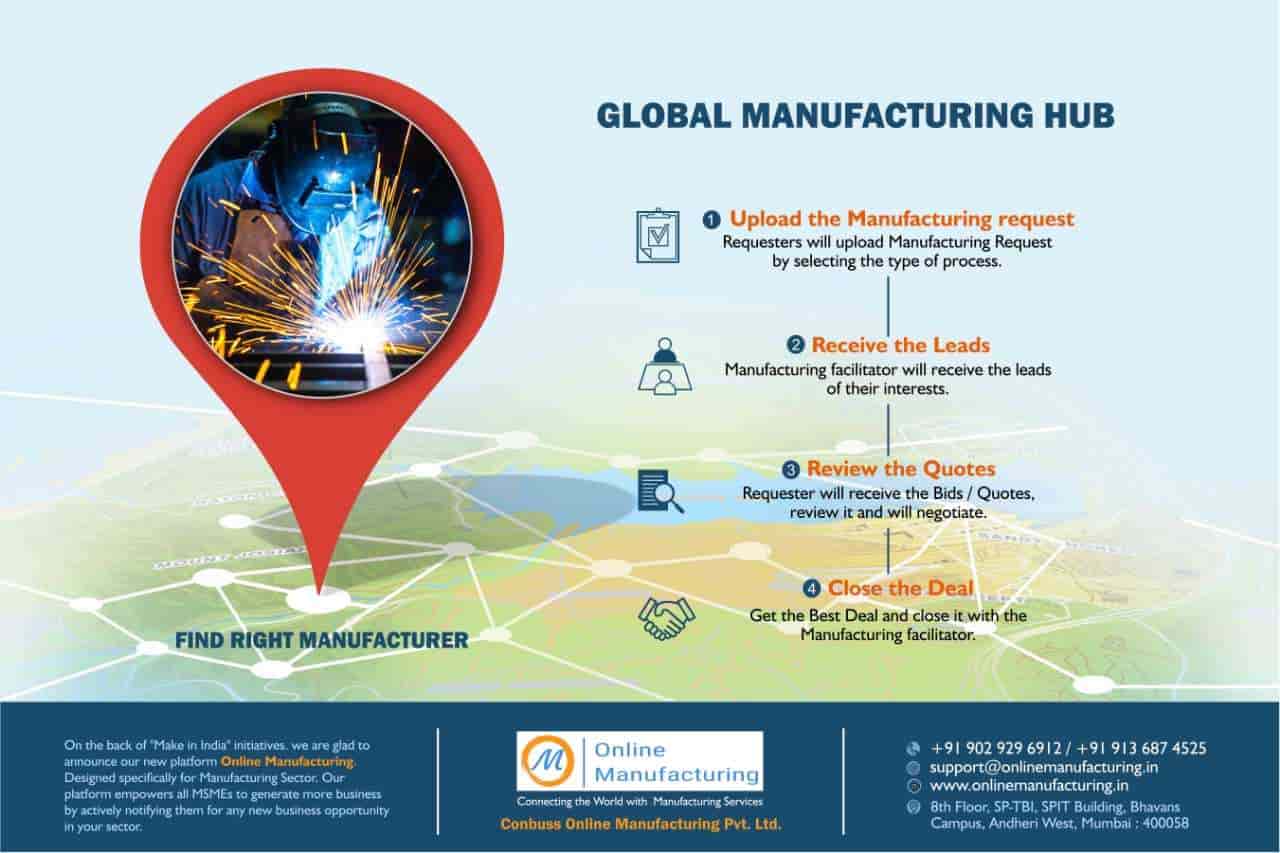 GLOBAL MANUFACTURING HUB
1 Upload the Manufacturing request
Requesters will upload Manufacturing Request
by selecting the type of process.
2 Receive the Leads
Manufacturing facilitator will receive the leads
of their interests.
3 Review the Quotes
Requester will receive the Bids / Quotes,
review it and will negotiate.
4 Close the Deal
Get the Best Deal and close it with the
Manufacturing facilitator.
FIND RIGHT MANUFACTURER
On the back of "Make in India" initiatives. we are glad to
announce our new platform Online Manufacturing.
Designed specifically for Manufacturing Sector. Our
platform empowers all MSMEs to generate more business
by actively notifying them for any new business opportunity
in your sector.
M Online
Manufacturing
Connecting the World with Manufacturing Services
Conbuss Online Manufacturing Pvt. Ltd.
+91 902 929 6912 / +91 913 687 4525
support@onlinemanufacturing.in
www.onlinemanufacturing.in
8th Floor, SP-TBI, SPIT Building, Bhavans
Campus, Andheri West, Mumbai : 400058